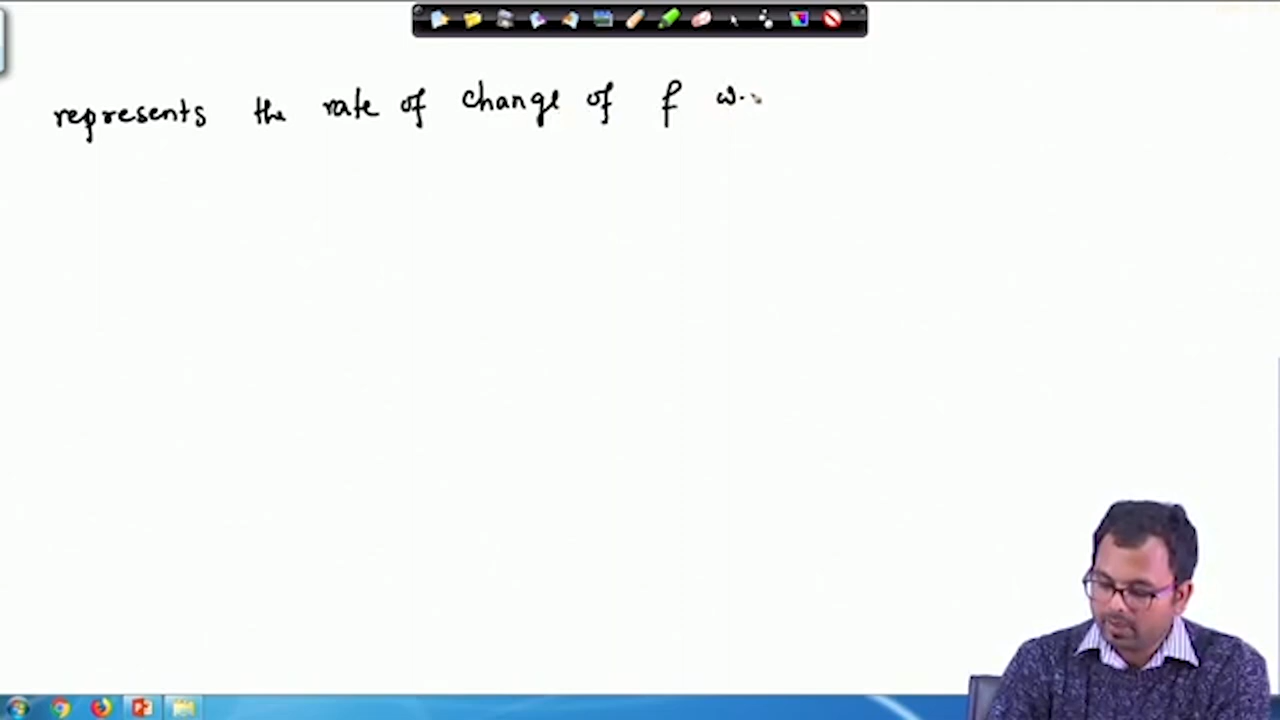 represents the rate of change of f w.